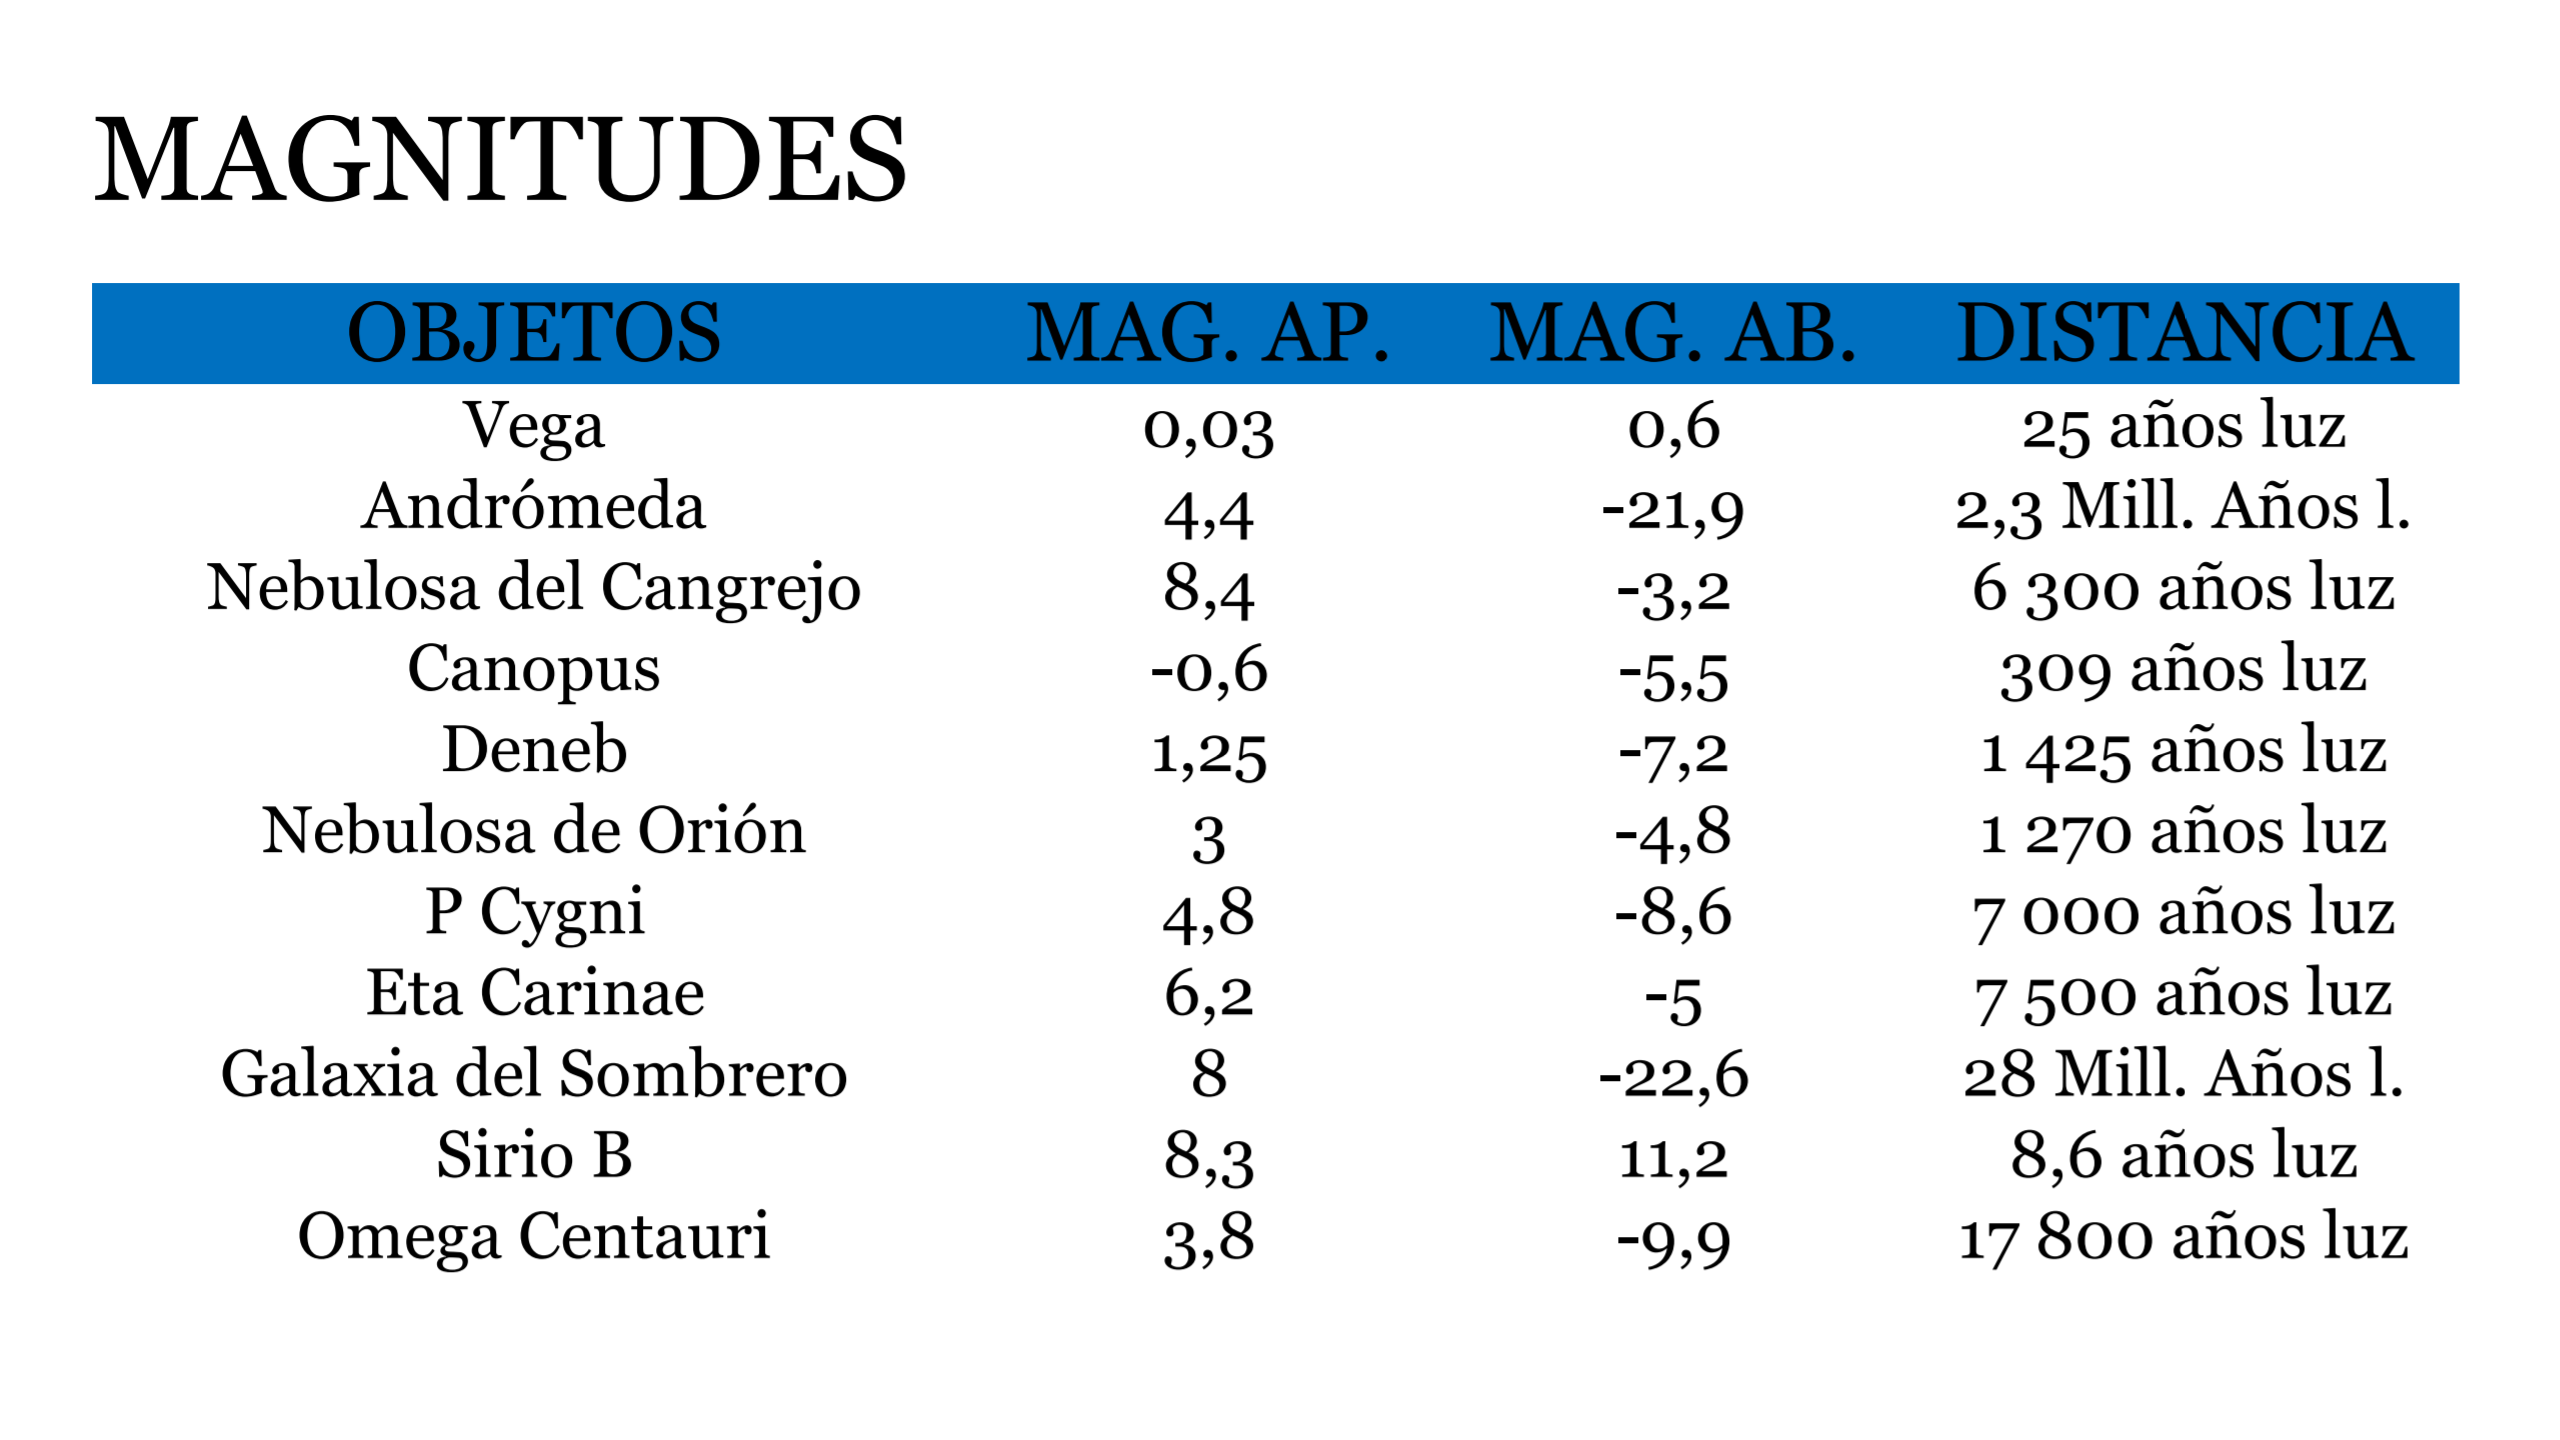 MAGNITUDES
OBJETOS MAG. AP. MAG. AB. DISTANCIA
Vega 0,03 0,6 25 años luz
Andrómeda 4,4 -21,9 2,3 Mill. Años l.
Nebulosa del Cangrejo 8,4 -3,2 6 300 años luz
Canopus -0,6 -5,5 309 años luz
Deneb 1,25 -7,2 1 425 años luz
Nebulosa de Orión 3 -4,8 1 270 años luz
P Cygni 4,8 -8,6 7 000 años luz
Eta Carinae 6,2 -5 7 500 años luz
Galaxia del Sombrero 8 -22,6 28 Mill. Años l.
Sirio B 8,3 11,2 8,6 años luz
Omega Centauri 3,8 -9,9 17 800 años luz